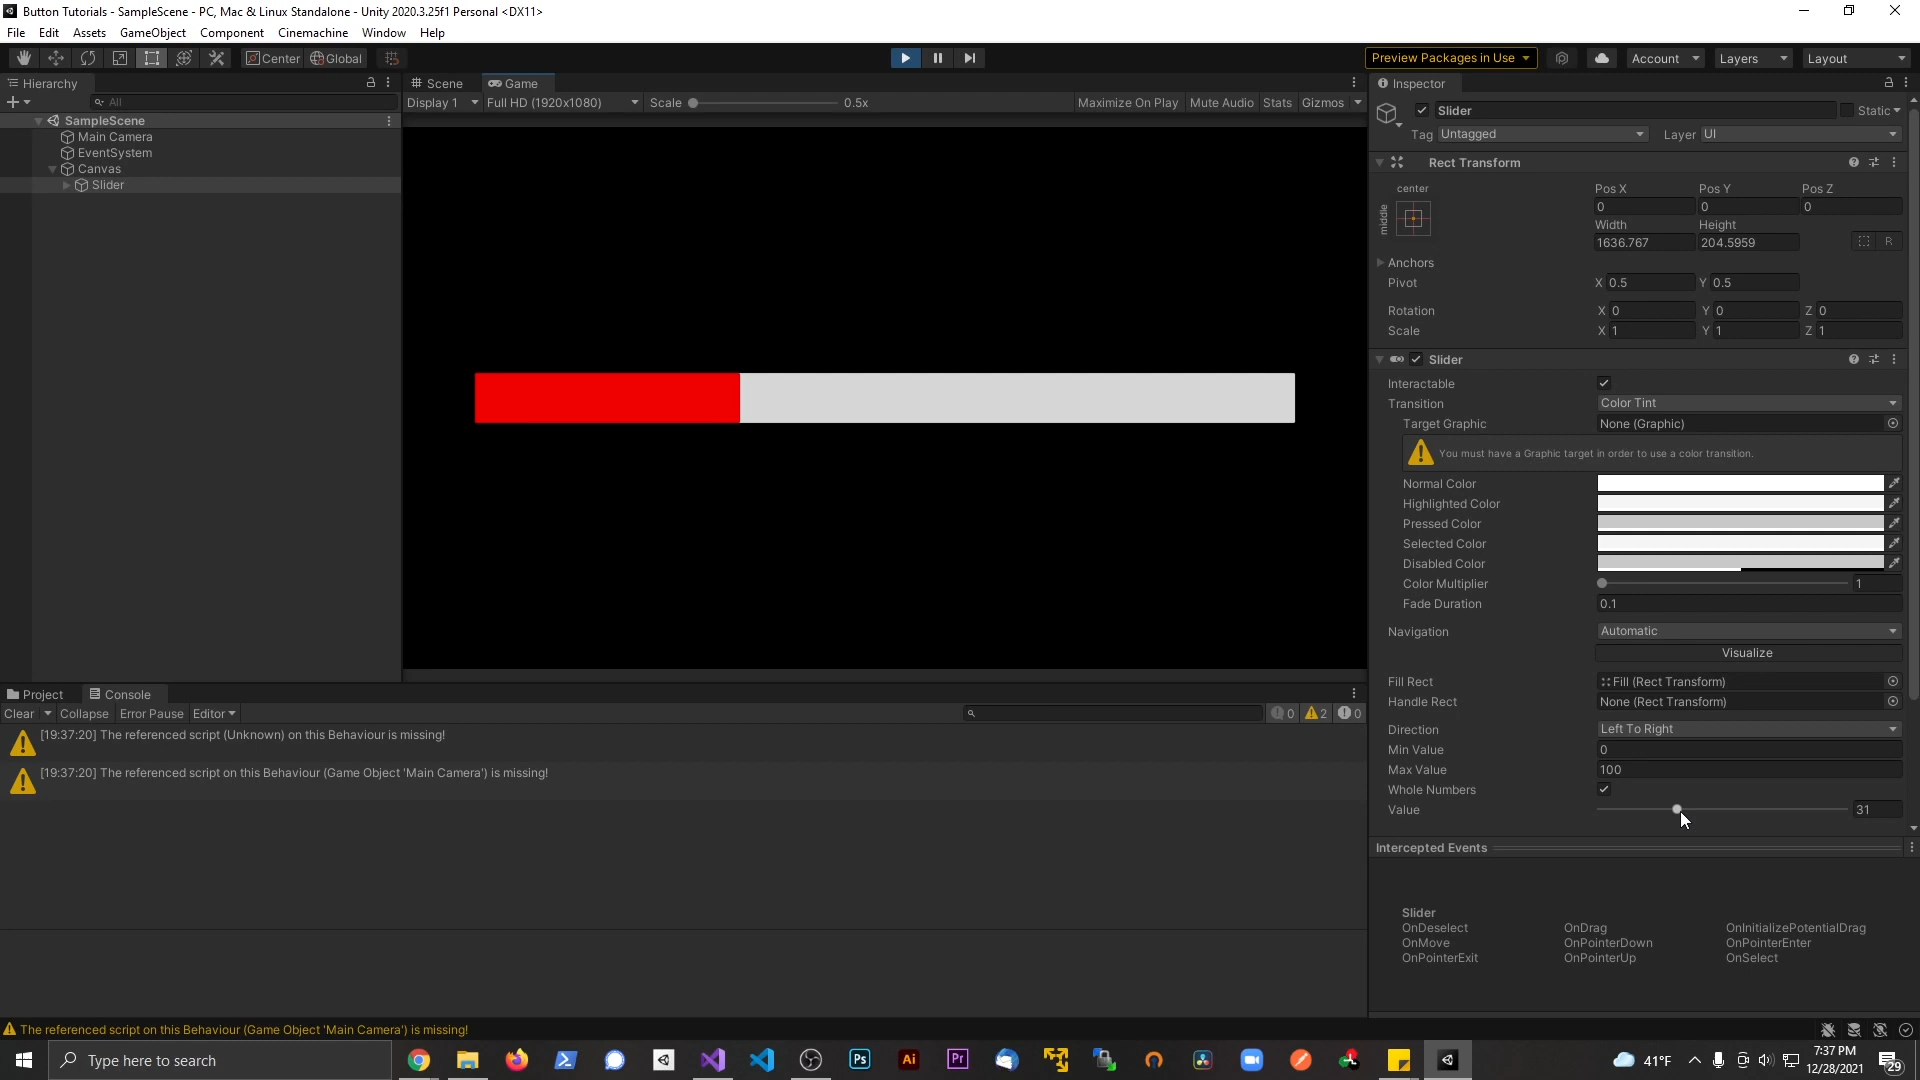 Button Tutorials - SampleScene - PC, Mac & Linux Standalone - Unity 2020.3.25f1 Personal <DX11>
File Edit Assets GameObject Component Cinemachine Window Help
Center Global Preview Packages in Use Account Layers Layout
Hierarchy
All
SampleScene
Main Camera
EventSystem
Canvas
Slider
Scene Game
Display 1 Full HD (1920x1080) Scale 0.5x Maximize On Play Mute Audio Stats Gizmos
Inspector
Slider Static
Tag Untagged Layer UI
Rect Transform
center
middle
Pos X Pos Y Pos Z
0 0 0
Width Height
1636.767 204.5959 R
Anchors
Pivot X 0.5 Y 0.5
Rotation X 0 Y 0 Z 0
Scale X 1 Y 1 Z 1
Slider
Interactable
Transition Color Tint
Target Graphic None (Graphic)
You must have a Graphic target in order to use a color transition.
Normal Color
Highlighted Color
Pressed Color
Selected Color
Disabled Color
Color Multiplier 1
Fade Duration 0.1
Navigation Automatic
Visualize
Fill Rect Fill (Rect Transform)
Handle Rect None (Rect Transform)
Direction Left To Right
Min Value 0
Max Value 100
Whole Numbers
Value 31
Intercepted Events
Slider
OnDeselect OnDrag OnInitializePotentialDrag
OnMove OnPointerDown OnPointerEnter
OnPointerExit OnPointerUp OnSelect
Project Console
Clear Collapse Error Pause Editor 0 2 0
[19:37:20] The referenced script (Unknown) on this Behaviour is missing!
[19:37:20] The referenced script on this Behaviour (Game Object 'Main Camera') is missing!
The referenced script on this Behaviour (Game Object 'Main Camera') is missing!
Type here to search
Ps Ai Pr
41°F
7:37 PM
12/28/2021
29